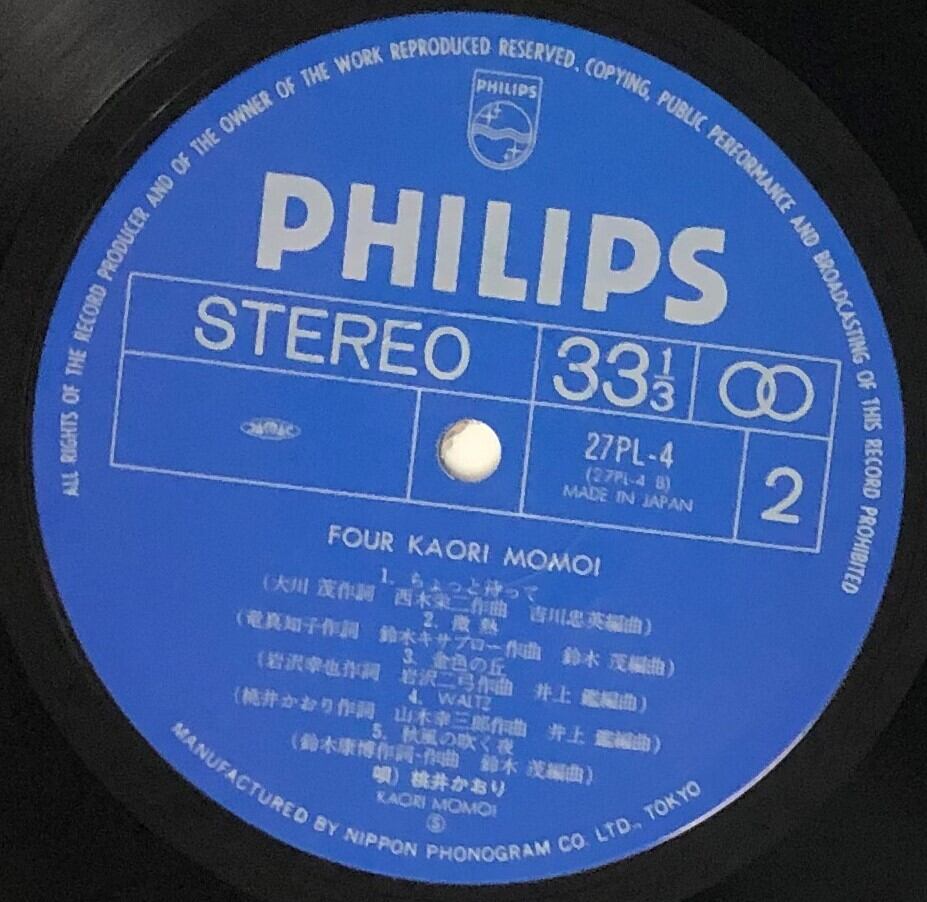 ALL RIGHTS OF THE RECORD PRODUCER AND OF THE OWNER OF THE WORK REPRODUCED RESERVED. COPYING, PUBLIC PERFORMANCE AND BROADCASTING OF THIS RECORD PROHIBITED
PHILIPS
PHILIPS
STEREO
33 1/3
27PL-4
(27PL-4 B)
MADE IN JAPAN
2
FOUR KAORI MOMOI
1. ちょっと待って
(大川 茂作詞 西木栄二作曲 吉川忠英編曲)
2. 微熱
(竜真知子作詞 鈴木キサブロー作曲 鈴木 茂編曲)
3. 金色の丘
(岩沢幸也作詞 岩沢二弓作曲 井上 鑑編曲)
4. WALTZ
(桃井かおり作詞 山木幸三郎作曲 井上 鑑編曲)
5. 秋風の吹く夜
(鈴木康博作詞・作曲 鈴木 茂編曲)
唄) 桃井かおり
KAORI MOMOI
Ⓢ
MANUFACTURED BY NIPPON PHONOGRAM CO. LTD., TOKYO